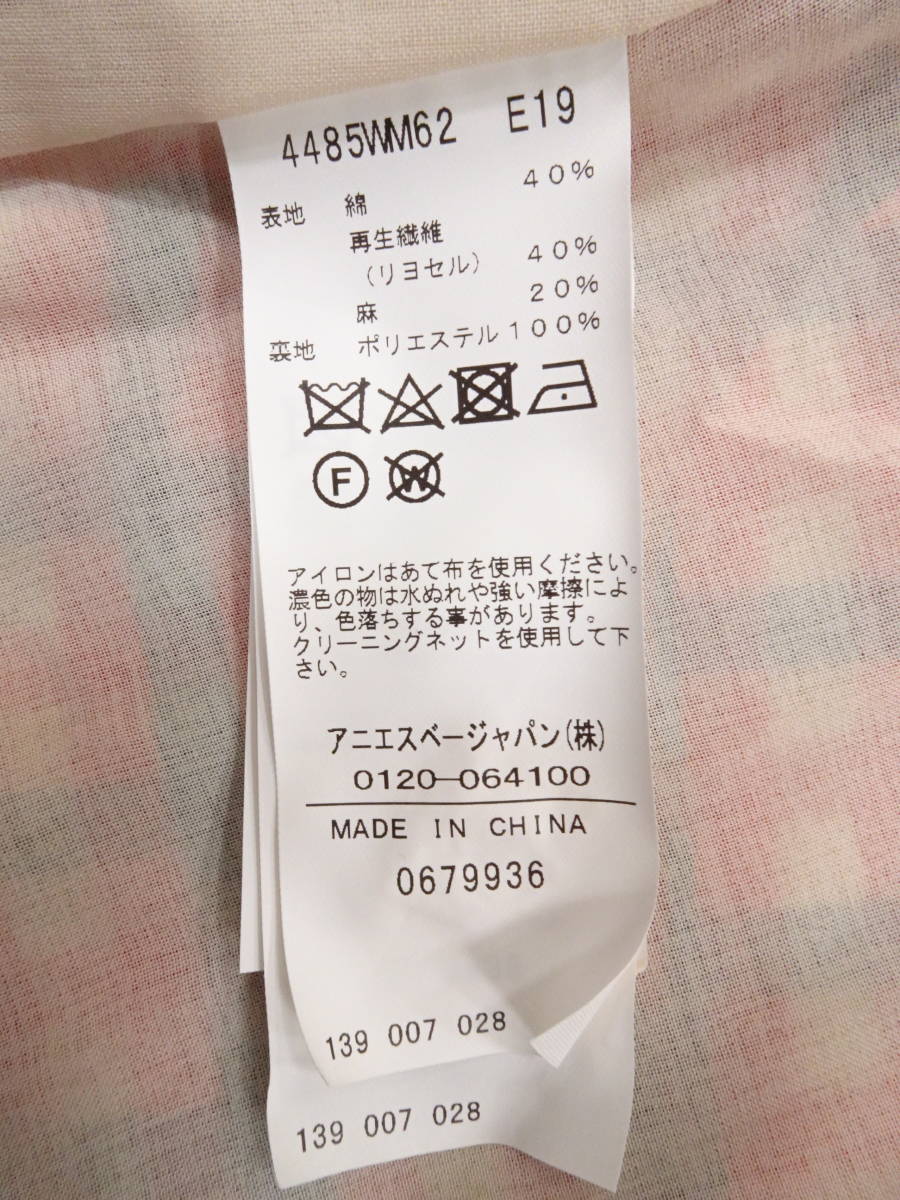 4485WM62 E19
表地 綿 40%
再生繊維
(リヨセル) 40%
麻 20%
裏地 ポリエステル 100%
F W
アイロンはあて布を使用ください。
濃色の物は水ぬれや強い摩擦によ
り、色落ちする事があります。
クリーニングネットを使用して下
さい。
アニエスベージャパン(株)
0120-064100
MADE IN CHINA
0679936
139 007 028
139 007 028